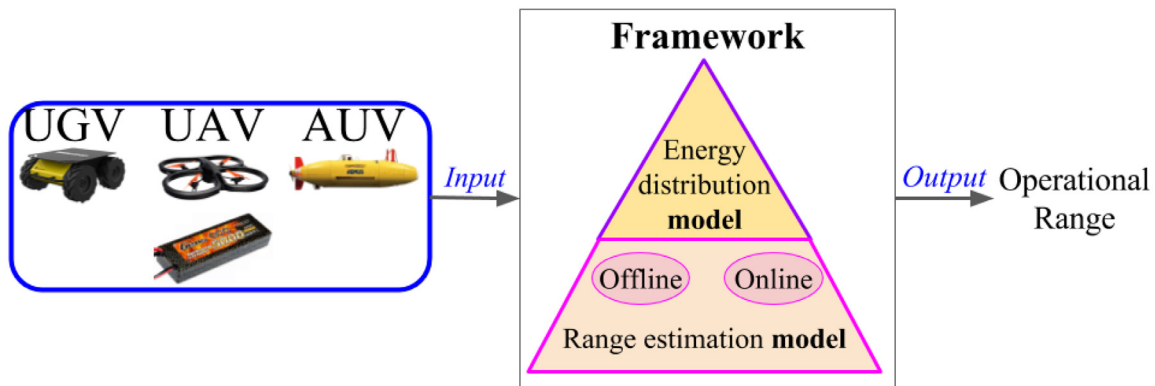 Framework
UGV UAV AUV
Energy
distribution
model
Input
Output
Operational
Range
Offline Online
Range estimation model